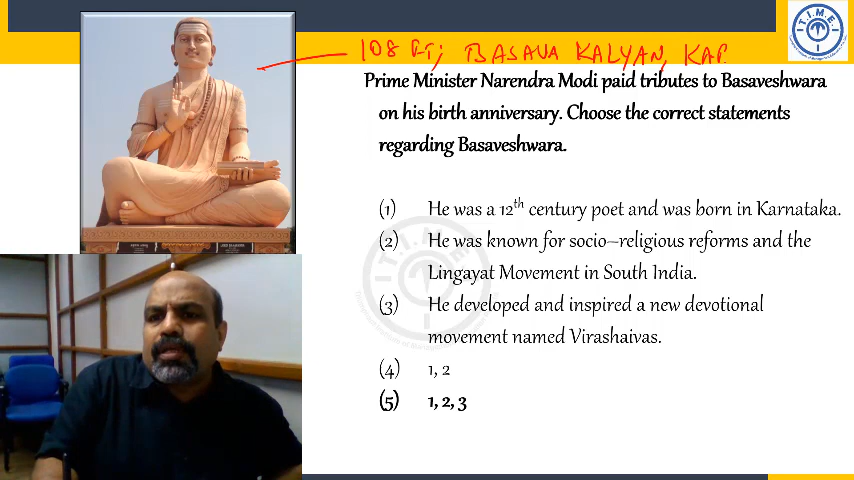 T.I.M.E.
108 FT; BASAVA KALYAN, KAR
Prime Minister Narendra Modi paid tributes to Basaveshwara
on his birth anniversary. Choose the correct statements
regarding Basaveshwara.
(1) He was a 12th century poet and was born in Karnataka.
(2) He was known for socio–religious reforms and the
Lingayat Movement in South India.
(3) He developed and inspired a new devotional
movement named Virashaivas.
(4) 1, 2
(5) 1, 2, 3